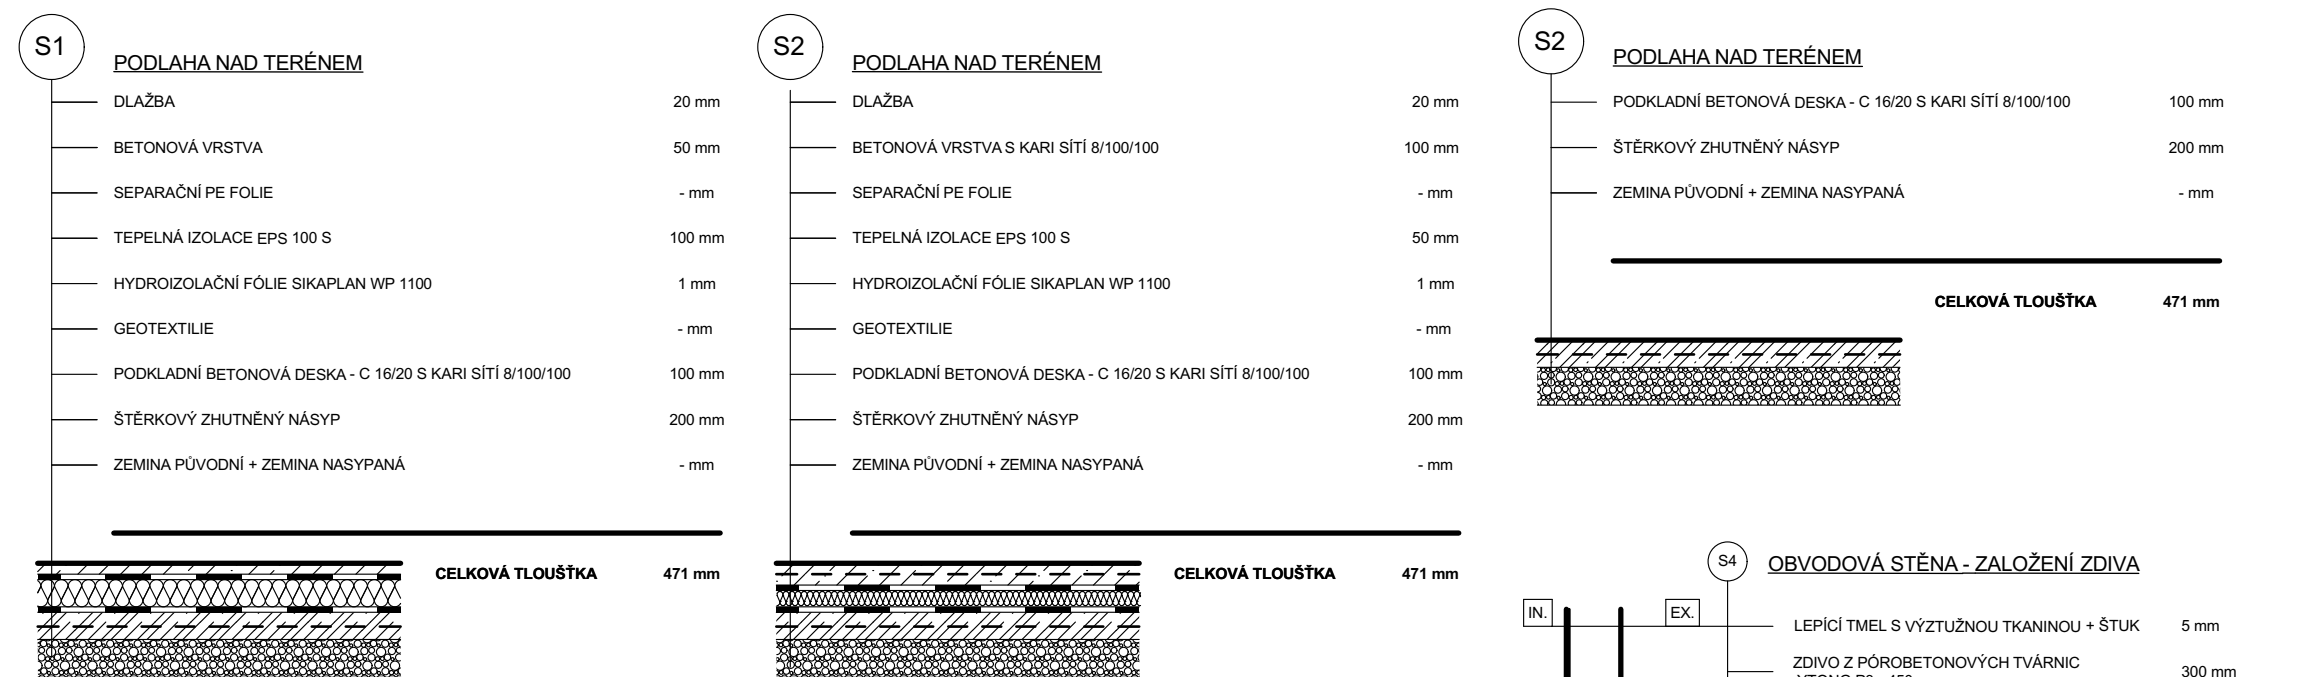 S1
PODLAHA NAD TERÉNEM
DLAŽBA 20 mm
BETONOVÁ VRSTVA 50 mm
SEPARAČNÍ PE FOLIE - mm
TEPELNÁ IZOLACE EPS 100 S 100 mm
HYDROIZOLAČNÍ FÓLIE SIKAPLAN WP 1100 1 mm
GEOTEXTILIE - mm
PODKLADNÍ BETONOVÁ DESKA - C 16/20 S KARI SÍTÍ 8/100/100 100 mm
ŠTĚRKOVÝ ZHUTNĚNÝ NÁSYP 200 mm
ZEMINA PŮVODNÍ + ZEMINA NASYPANÁ - mm
CELKOVÁ TLOUŠŤKA 471 mm
S2
PODLAHA NAD TERÉNEM
DLAŽBA 20 mm
BETONOVÁ VRSTVA S KARI SÍTÍ 8/100/100 100 mm
SEPARAČNÍ PE FOLIE - mm
TEPELNÁ IZOLACE EPS 100 S 50 mm
HYDROIZOLAČNÍ FÓLIE SIKAPLAN WP 1100 1 mm
GEOTEXTILIE - mm
PODKLADNÍ BETONOVÁ DESKA - C 16/20 S KARI SÍTÍ 8/100/100 100 mm
ŠTĚRKOVÝ ZHUTNĚNÝ NÁSYP 200 mm
ZEMINA PŮVODNÍ + ZEMINA NASYPANÁ - mm
CELKOVÁ TLOUŠŤKA 471 mm
S2
PODLAHA NAD TERÉNEM
PODKLADNÍ BETONOVÁ DESKA - C 16/20 S KARI SÍTÍ 8/100/100 100 mm
ŠTĚRKOVÝ ZHUTNĚNÝ NÁSYP 200 mm
ZEMINA PŮVODNÍ + ZEMINA NASYPANÁ - mm
CELKOVÁ TLOUŠŤKA 471 mm
S4
OBVODOVÁ STĚNA - ZALOŽENÍ ZDIVA
IN.
EX.
LEPÍCÍ TMEL S VÝZTUŽNOU TKANINOU + ŠTUK 5 mm
ZDIVO Z PÓROBETONOVÝCH TVÁRNIC 300 mm